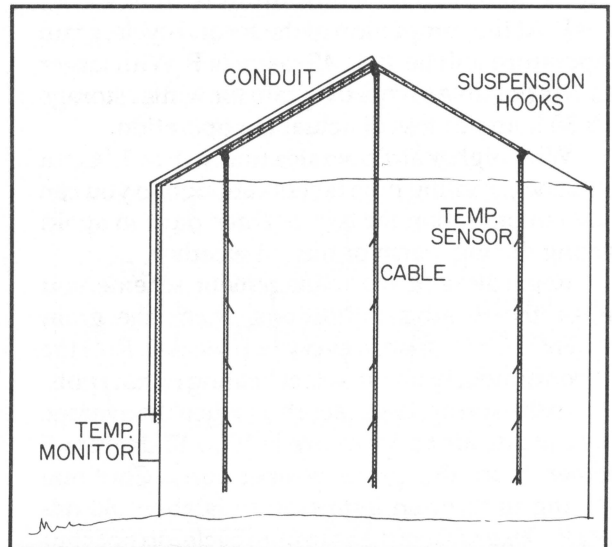 CONDUIT
SUSPENSION
HOOKS
TEMP.
SENSOR
CABLE
TEMP.
MONITOR